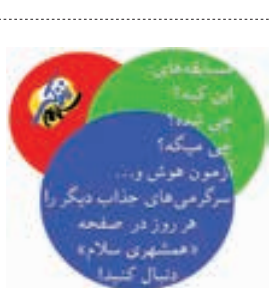 مسابقه‌های:
این کیه؟
چی شده؟
چی میگه؟
آزمون هوش و...
سرگرمی‌های جذاب دیگر را
هر روز در صفحه
«همشهری سلام»
دنبال کنید!